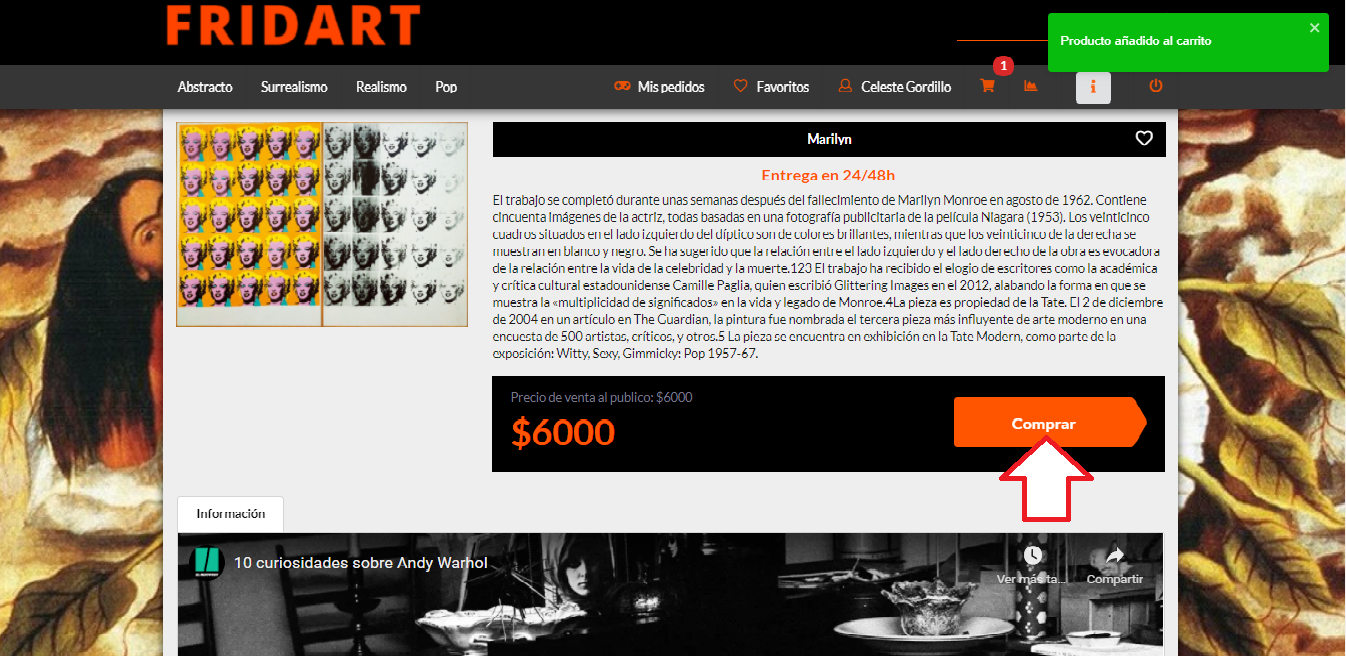 FRIDART
Producto añadido al carrito
1
Abstracto Surrealismo Realismo Pop Mis pedidos Favoritos Celeste Gordillo
Marilyn
Entrega en 24/48h
El trabajo se completó durante unas semanas después del fallecimiento de Marilyn Monroe en agosto de 1962. Contiene
cincuenta imágenes de la actriz, todas basadas en una fotografía publicitaria de la película Niagara (1953). Los veinticinco
cuadros situados en el lado izquierdo del díptico son de colores brillantes, mientras que los veinticinco de la derecha se
muestran en blanco y negro. Se ha sugerido que la relación entre el lado izquierdo y el lado derecho de la obra es evocadora
de la relación entre la vida de la celebridad y la muerte.123 El trabajo ha recibido el elogio de escritores como la académica
y crítica cultural estadounidense Camille Paglia, quien escribió Glittering Images en el 2012, alabando la forma en que se
muestra la «multiplicidad de significados» en la vida y legado de Monroe.4La pieza es propiedad de la Tate. El 2 de diciembre
de 2004 en un artículo en The Guardian, la pintura fue nombrada el tercera pieza más influyente de arte moderno en una
encuesta de 500 artistas, críticos, y otros.5 La pieza se encuentra en exhibición en la Tate Modern, como parte de la
exposición: Witty, Sexy, Gimmicky: Pop 1957-67.
Precio de venta al publico: $6000
$6000
Comprar
Información
10 curiosidades sobre Andy Warhol
Ver más ta... Compartir